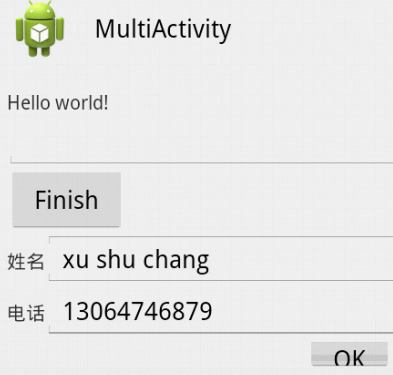 MultiActivity
Hello world!
Finish
姓名 xu shu chang
电话 13064746879
OK